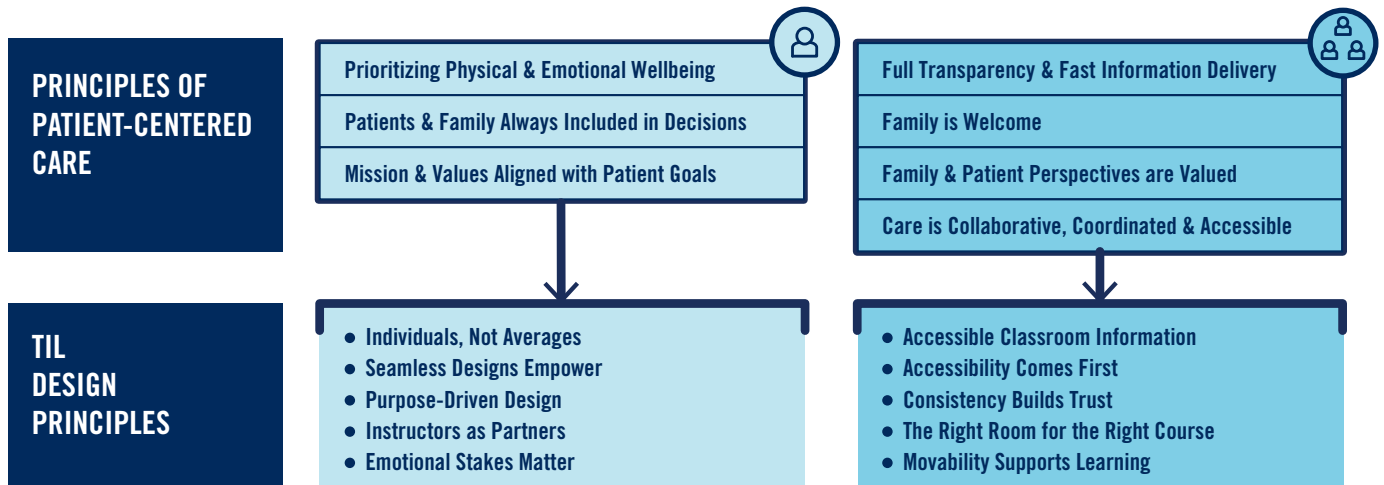 PRINCIPLES OF
PATIENT-CENTERED
CARE
Prioritizing Physical & Emotional Wellbeing
Patients & Family Always Included in Decisions
Mission & Values Aligned with Patient Goals
Full Transparency & Fast Information Delivery
Family is Welcome
Family & Patient Perspectives are Valued
Care is Collaborative, Coordinated & Accessible
TIL
DESIGN
PRINCIPLES
• Individuals, Not Averages
• Seamless Designs Empower
• Purpose-Driven Design
• Instructors as Partners
• Emotional Stakes Matter
• Accessible Classroom Information
• Accessibility Comes First
• Consistency Builds Trust
• The Right Room for the Right Course
• Movability Supports Learning